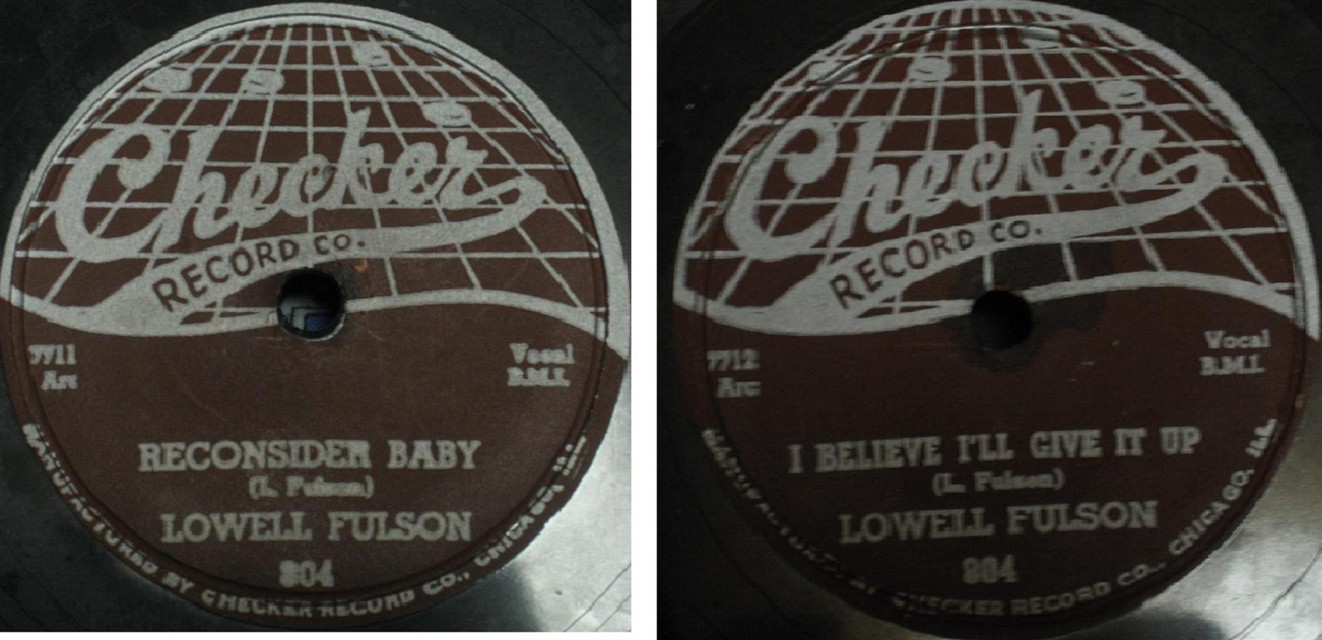 Checker
RECORD CO.
7711
Arc
Vocal
B.M.I.
RECONSIDER BABY
(L. Fulson)
LOWELL FULSON
804
MANUFACTURED BY CHECKER RECORD CO., CHICAGO, ILL.
Checker
RECORD CO.
7712
Arc
Vocal
B.M.I.
I BELIEVE I'LL GIVE IT UP
(L. Fulson)
LOWELL FULSON
804
MANUFACTURED BY CHECKER RECORD CO., CHICAGO, ILL.